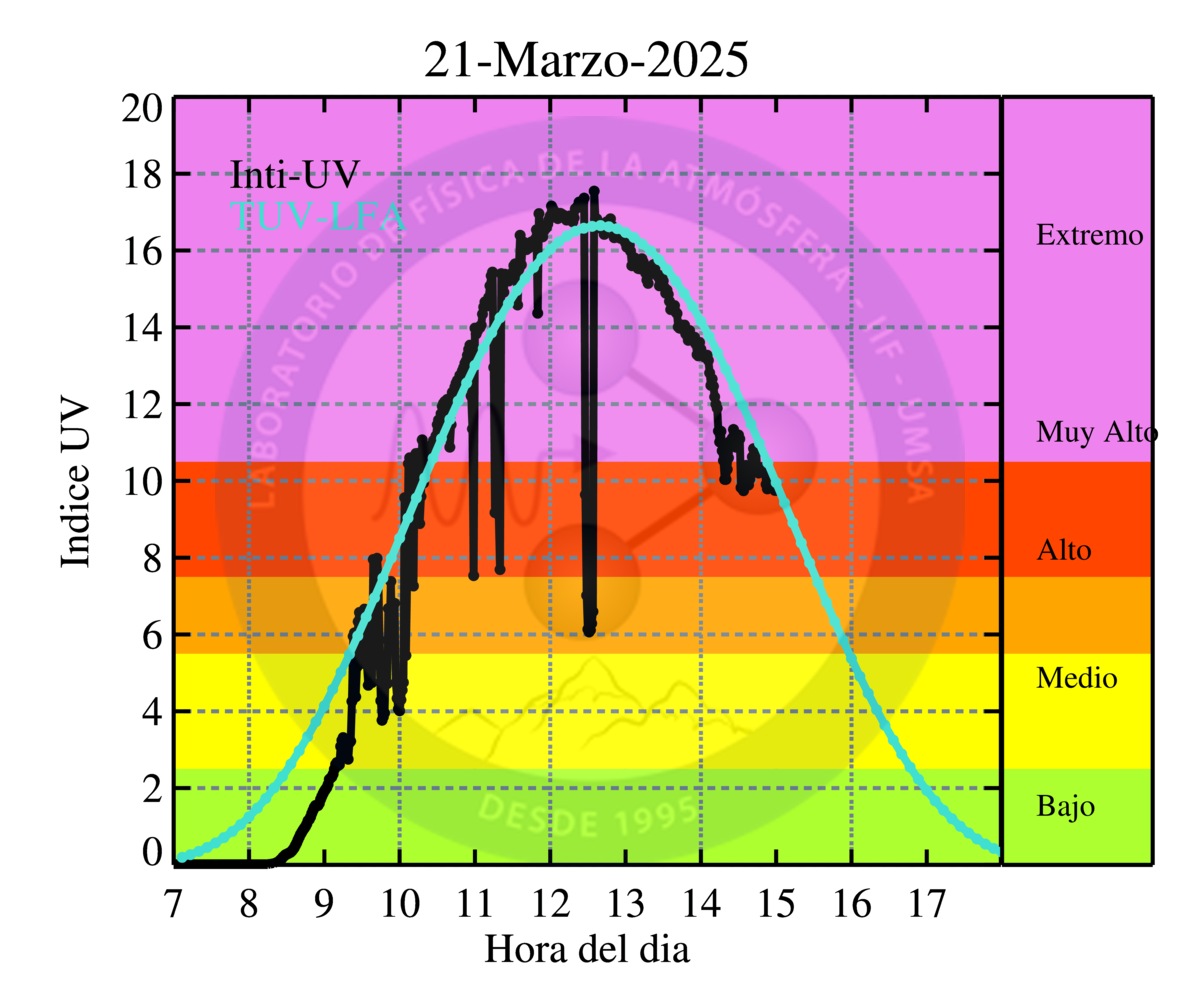 21-Marzo-2025
Inti-UV
TUV-LFA
LABORATORIO DE FÍSICA DE LA ATMÓSFERA - IIF - UMSA
DESDE 1995
Indice UV
20
18
16
14
12
10
8
6
4
2
0
7 8 9 10 11 12 13 14 15 16 17
Hora del dia
Extremo
Muy Alto
Alto
Medio
Bajo